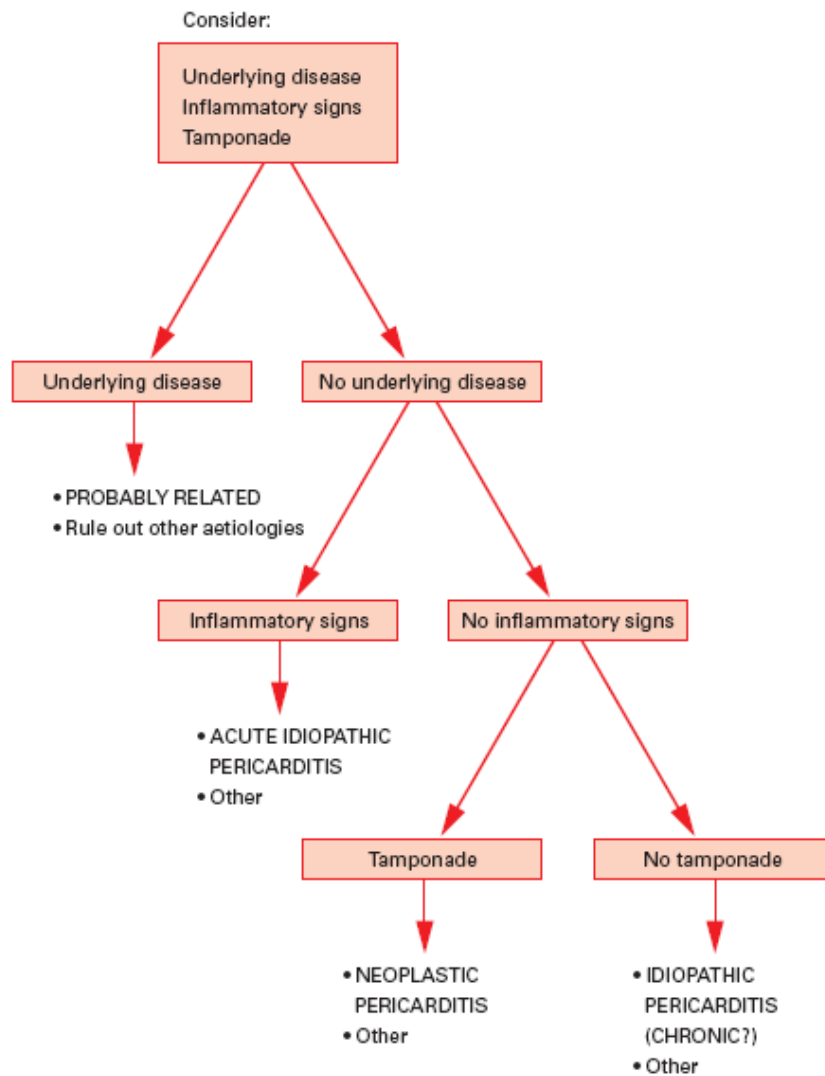 Consider:
Underlying disease
Inflammatory signs
Tamponade
Underlying disease
No underlying disease
• PROBABLY RELATED
• Rule out other aetiologies
Inflammatory signs
No inflammatory signs
• ACUTE IDIOPATHIC
PERICARDITIS
• Other
Tamponade
No tamponade
• NEOPLASTIC
PERICARDITIS
• Other
• IDIOPATHIC
PERICARDITIS
(CHRONIC?)
• Other